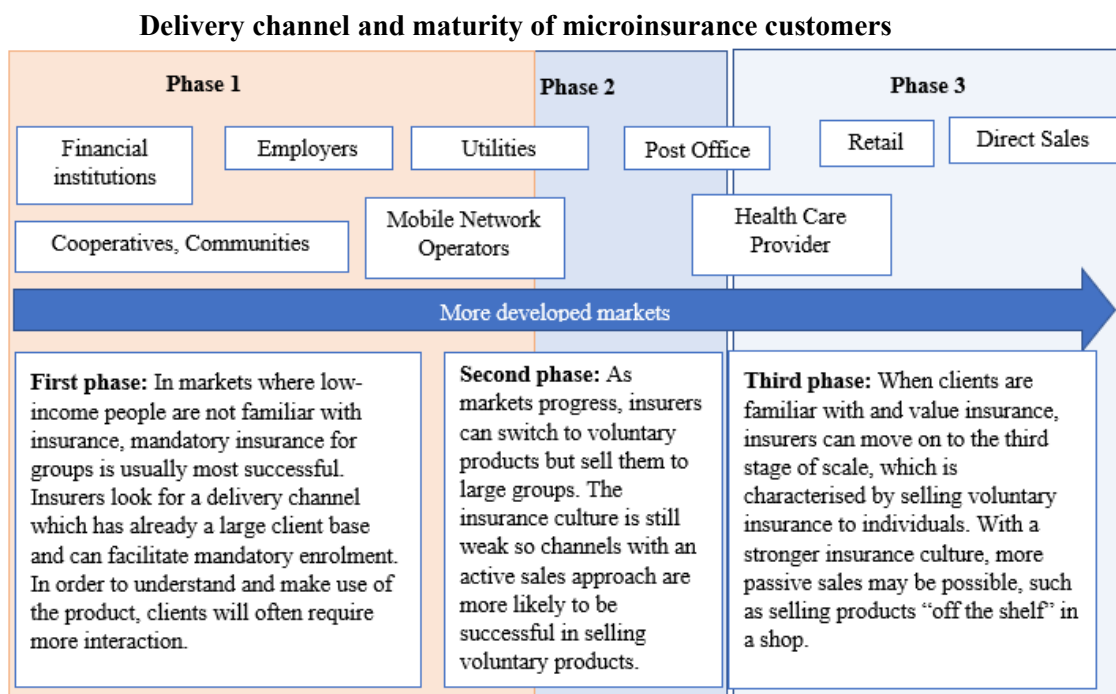 Delivery channel and maturity of microinsurance customers
Phase 1
Phase 2
Phase 3
Financial
institutions
Employers
Utilities
Post Office
Retail
Direct Sales
Cooperatives, Communities
Mobile Network
Operators
Health Care
Provider
More developed markets
First phase: In markets where low-
income people are not familiar with
insurance, mandatory insurance for
groups is usually most successful.
Insurers look for a delivery channel
which has already a large client base
and can facilitate mandatory enrolment.
In order to understand and make use of
the product, clients will often require
more interaction.
Second phase: As
markets progress, insurers
can switch to voluntary
products but sell them to
large groups. The
insurance culture is still
weak so channels with an
active sales approach are
more likely to be
successful in selling
voluntary products.
Third phase: When clients are
familiar with and value insurance,
insurers can move on to the third
stage of scale, which is
characterised by selling voluntary
insurance to individuals. With a
stronger insurance culture, more
passive sales may be possible, such
as selling products “off the shelf” in
a shop.